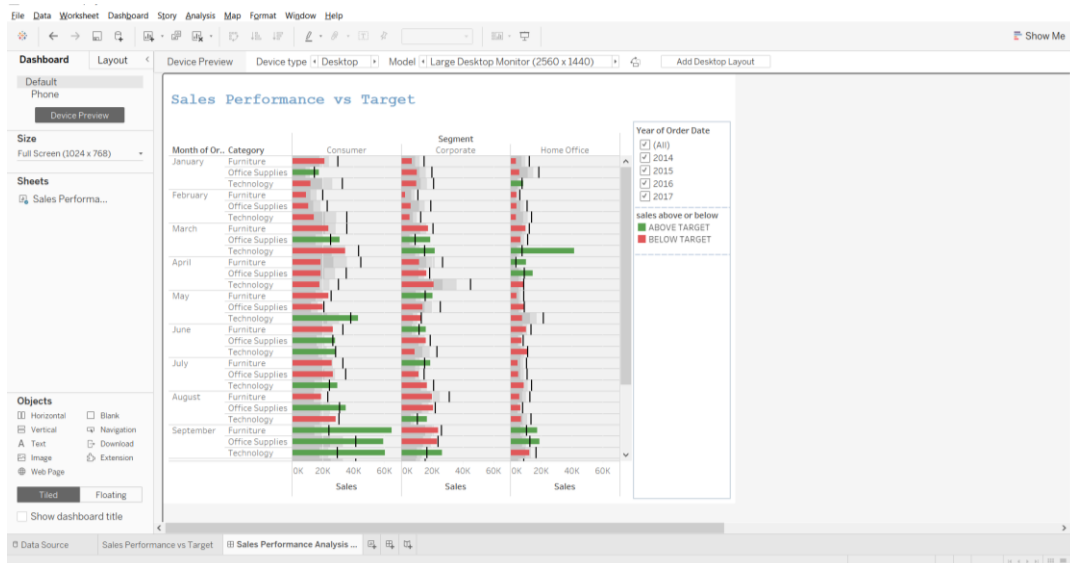 File Data Worksheet Dashboard Story Analysis Map Format Window Help
Show Me
Dashboard Layout
Device Preview Device type Desktop Model Large Desktop Monitor (2560 x 1440) Add Desktop Layout
Default
Phone
Device Preview
Size
Full Screen (1024 x 768)
Sheets
Sales Performa...
Objects
Horizontal Blank
Vertical Navigation
A Text Download
Image Extension
Web Page
Tiled Floating
Show dashboard title
Sales Performance vs Target
Segment
Month of Or.. Category Consumer Corporate Home Office
January Furniture
Office Supplies
Technology
February Furniture
Office Supplies
Technology
March Furniture
Office Supplies
Technology
April Furniture
Office Supplies
Technology
May Furniture
Office Supplies
Technology
June Furniture
Office Supplies
Technology
July Furniture
Office Supplies
Technology
August Furniture
Office Supplies
Technology
September Furniture
Office Supplies
Technology
0K 20K 40K 60K 0K 20K 40K 60K 0K 20K 40K 60K
Sales Sales Sales
Year of Order Date
(All)
2014
2015
2016
2017
sales above or below
ABOVE TARGET
BELOW TARGET
Data Source Sales Performance vs Target Sales Performance Analysis ...